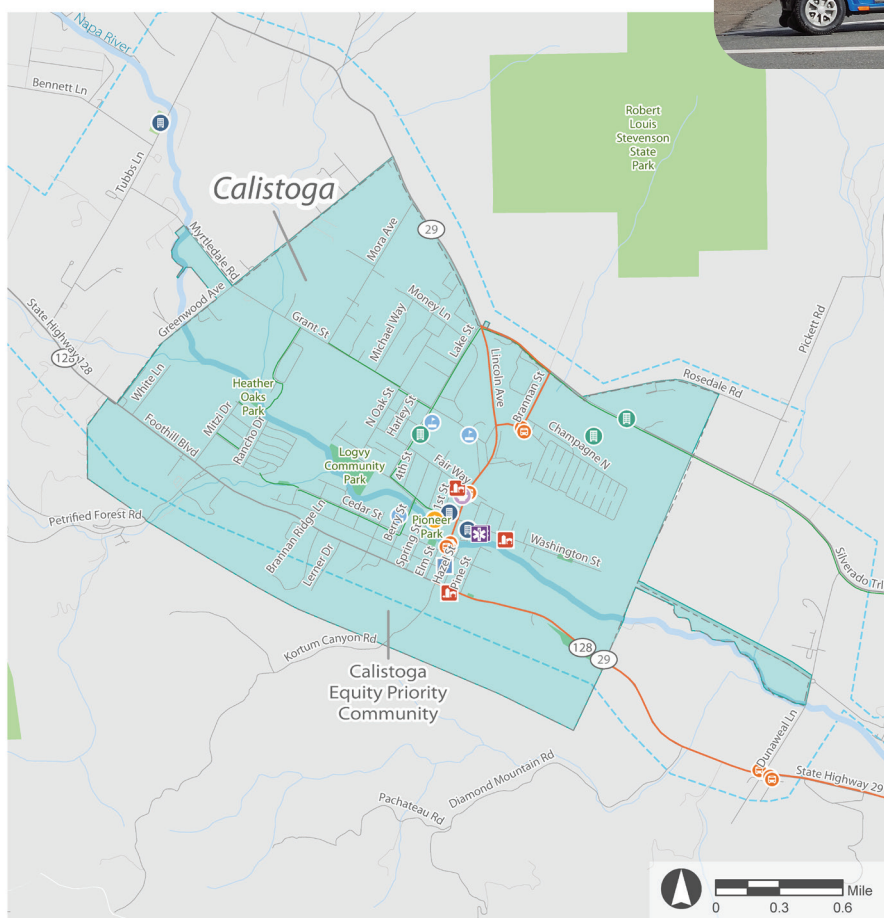 Napa River
Bennett Ln
Tubbs Ln
Robert
Louis
Stevenson
State
Park
Calistoga
Mora Ave
29
Myrtledale Rd
Pickett Rd
Greenwood Ave
Money Ln
Michael Way
Grant St
Lake St
State Highway 128
128
Lincoln Ave
Brannan St
Rosedale Rd
White Ln
Heather
Oaks
Park
N Oak St
Harley St
Mitzi Dr
Rancho Dr
Foothill Blvd
Champagne N
4th St
Fair Way
Logvy
Community
Park
1st St
Cedar St
Berry St
Pioneer
Park
Petrified Forest Rd
Brannan Ridge Ln
Spring St
Elm St
Hazel St
Pine St
Washington St
Lerner Dr
Silverado Trl
Kortum Canyon Rd
128
29
Calistoga
Equity Priority
Community
Dunaweal Ln
State Highway 29
Diamond Mountain Rd
Pachateau Rd
Mile
0 0.3 0.6